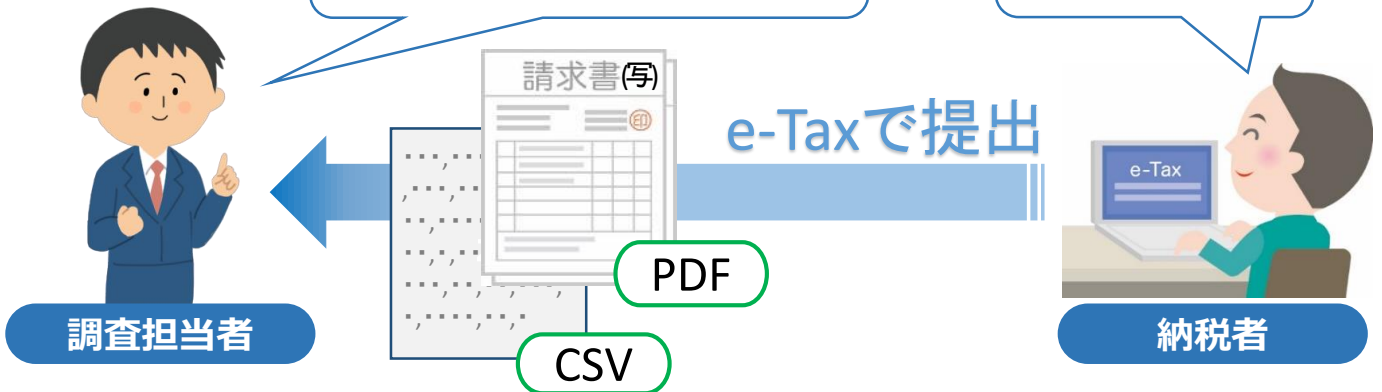 請求書(写)
印
e-Taxで提出
e-Tax
PDF
CSV
調査担当者
納税者